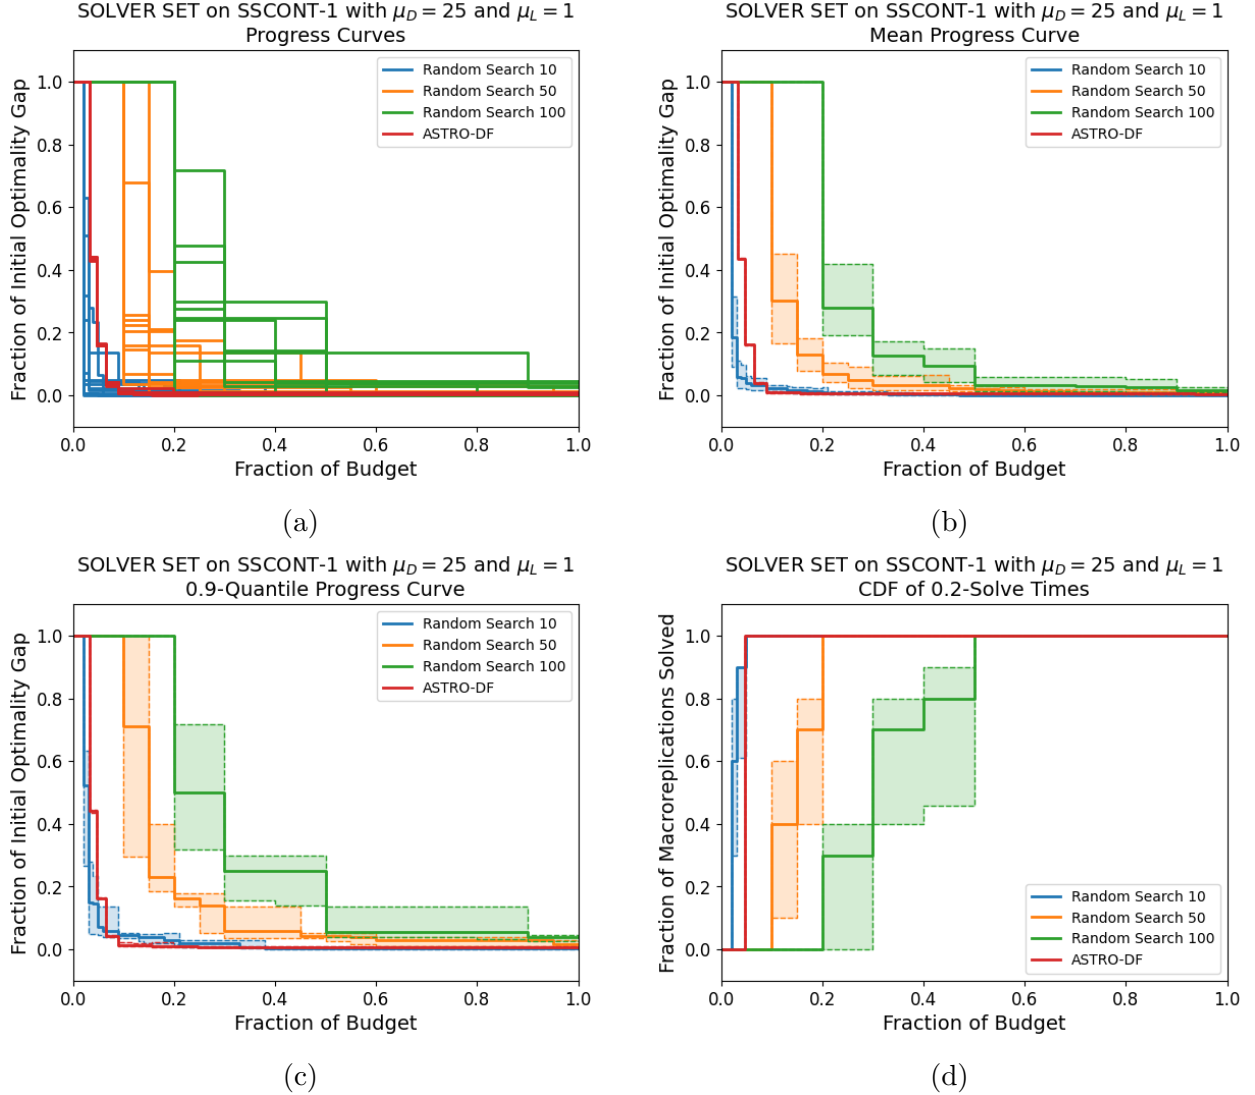 SOLVER SET on SSCONT-1 with μ_D = 25 and μ_L = 1
Progress Curves
Fraction of Initial Optimality Gap
1.0
0.8
0.6
0.4
0.2
0.0
Random Search 10
Random Search 50
Random Search 100
ASTRO-DF
0.0 0.2 0.4 0.6 0.8 1.0
Fraction of Budget
(a)
SOLVER SET on SSCONT-1 with μ_D = 25 and μ_L = 1
Mean Progress Curve
Fraction of Initial Optimality Gap
1.0
0.8
0.6
0.4
0.2
0.0
Random Search 10
Random Search 50
Random Search 100
ASTRO-DF
0.0 0.2 0.4 0.6 0.8 1.0
Fraction of Budget
(b)
SOLVER SET on SSCONT-1 with μ_D = 25 and μ_L = 1
0.9-Quantile Progress Curve
Fraction of Initial Optimality Gap
1.0
0.8
0.6
0.4
0.2
0.0
Random Search 10
Random Search 50
Random Search 100
ASTRO-DF
0.0 0.2 0.4 0.6 0.8 1.0
Fraction of Budget
(c)
SOLVER SET on SSCONT-1 with μ_D = 25 and μ_L = 1
CDF of 0.2-Solve Times
Fraction of Macroreplications Solved
1.0
0.8
0.6
0.4
0.2
0.0
Random Search 10
Random Search 50
Random Search 100
ASTRO-DF
0.0 0.2 0.4 0.6 0.8 1.0
Fraction of Budget
(d)